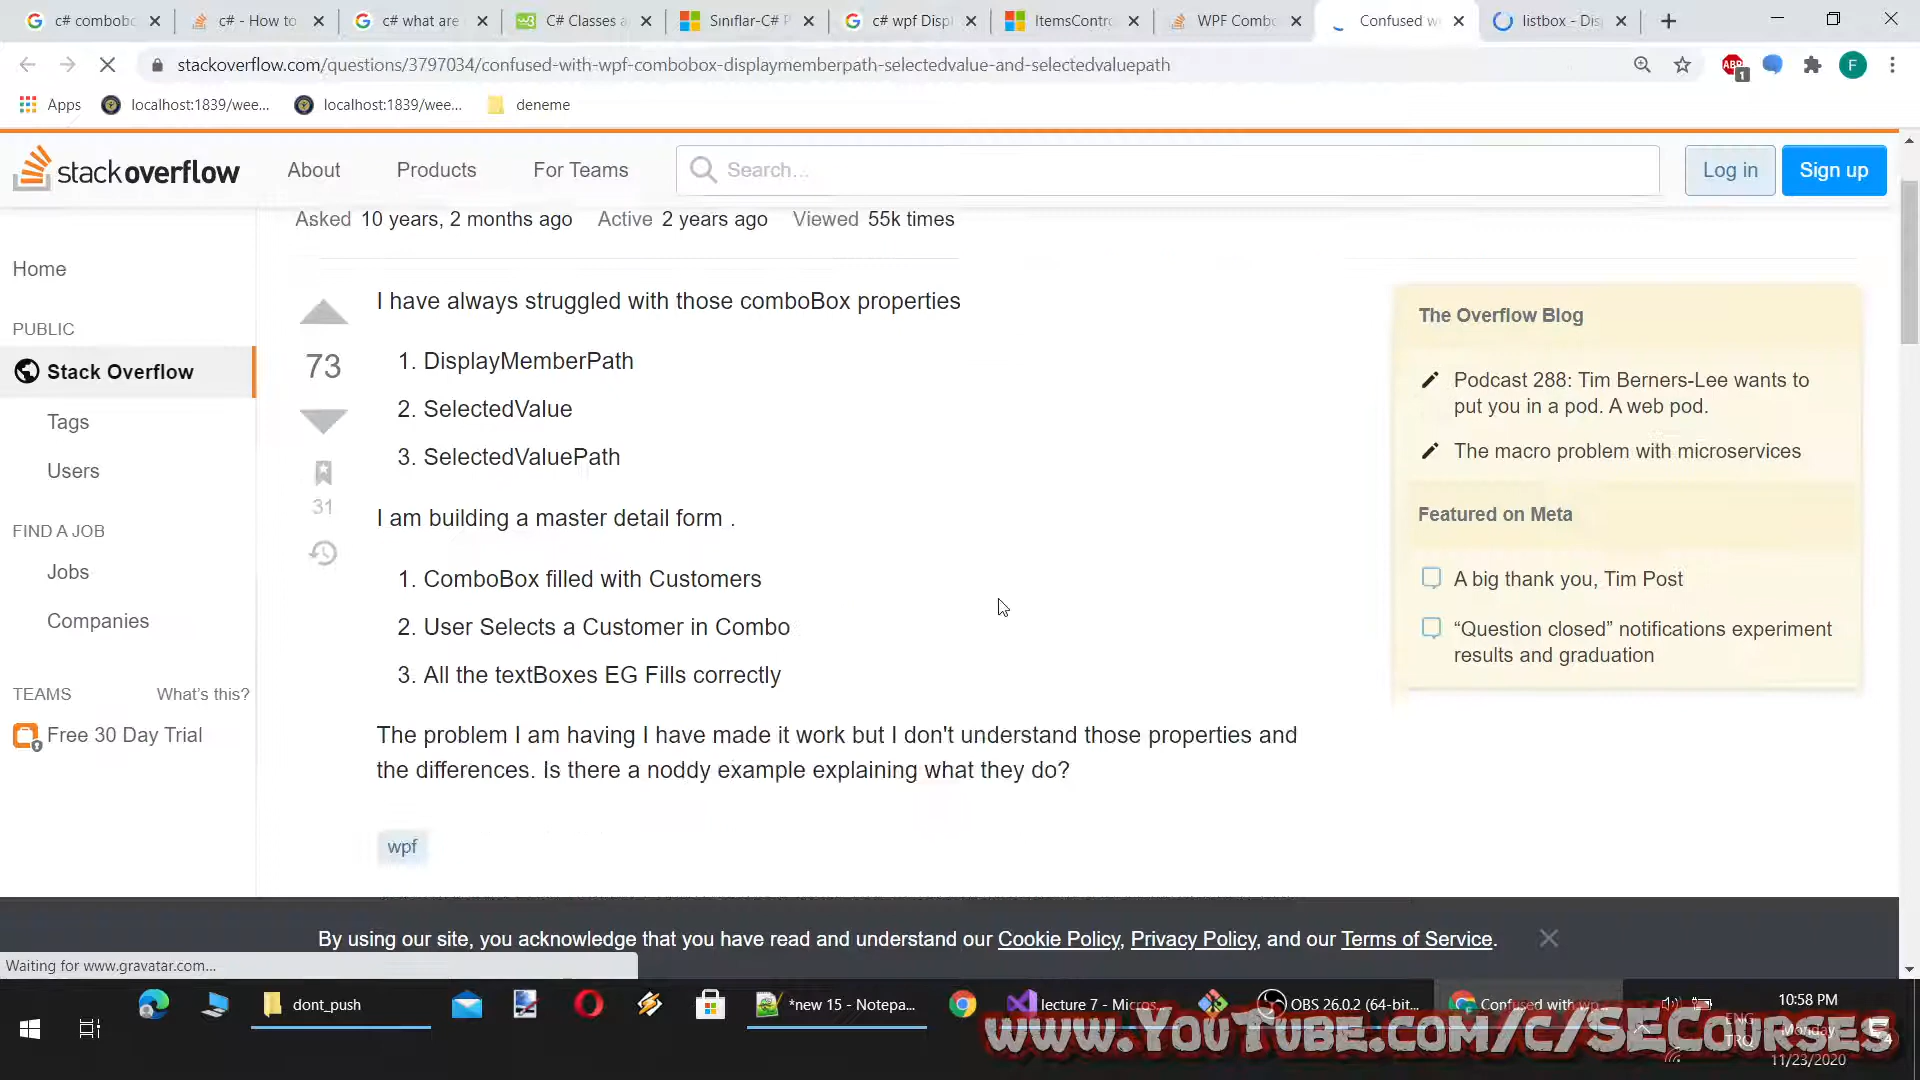 c# combobo
c# - How to
c# what are
C# Classes a
Sınıflar-C# P
c# wpf Displ
ItemsContro
WPF Combo
Confused w
listbox - Dis
stackoverflow.com/questions/3797034/confused-with-wpf-combobox-displaymemberpath-selectedvalue-and-selectedvaluepath
ABP
1
F
Apps
localhost:1839/wee...
localhost:1839/wee...
deneme
stackoverflow
About
Products
For Teams
Search...
Log in
Sign up
Asked 10 years, 2 months ago Active 2 years ago Viewed 55k times
Home
PUBLIC
Stack Overflow
Tags
Users
FIND A JOB
Jobs
Companies
TEAMS
What's this?
Free 30 Day Trial
73
31
I have always struggled with those comboBox properties
1. DisplayMemberPath
2. SelectedValue
3. SelectedValuePath
I am building a master detail form .
1. ComboBox filled with Customers
2. User Selects a Customer in Combo
3. All the textBoxes EG Fills correctly
The problem I am having I have made it work but I don't understand those properties and
the differences. Is there a noddy example explaining what they do?
wpf
The Overflow Blog
Podcast 288: Tim Berners-Lee wants to
put you in a pod. A web pod.
The macro problem with microservices
Featured on Meta
A big thank you, Tim Post
“Question closed” notifications experiment
results and graduation
By using our site, you acknowledge that you have read and understand our Cookie Policy, Privacy Policy, and our Terms of Service.
Waiting for www.gravatar.com...
dont_push
*new 15 - Notepa...
lecture 7 - Micros...
OBS 26.0.2 (64-bit...
Confused with wp
10:58 PM
ENG
Monday
TRQ
4
11/23/2020
www.YouTube.com/c/SECourses